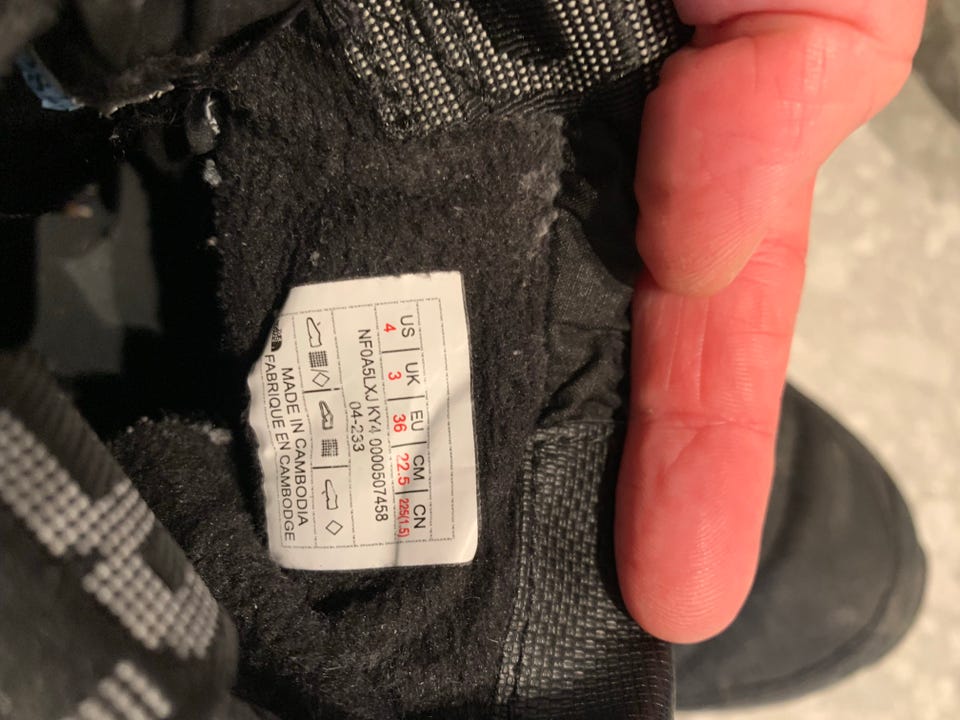 US | UK | EU | CM | CN
4 | 3 | 36 | 22.5 | 225(1.5)
NF0A5LXJ KY4 0000507458
04-233
MADE IN CAMBODIA
FABRIQUE EN CAMBODGE